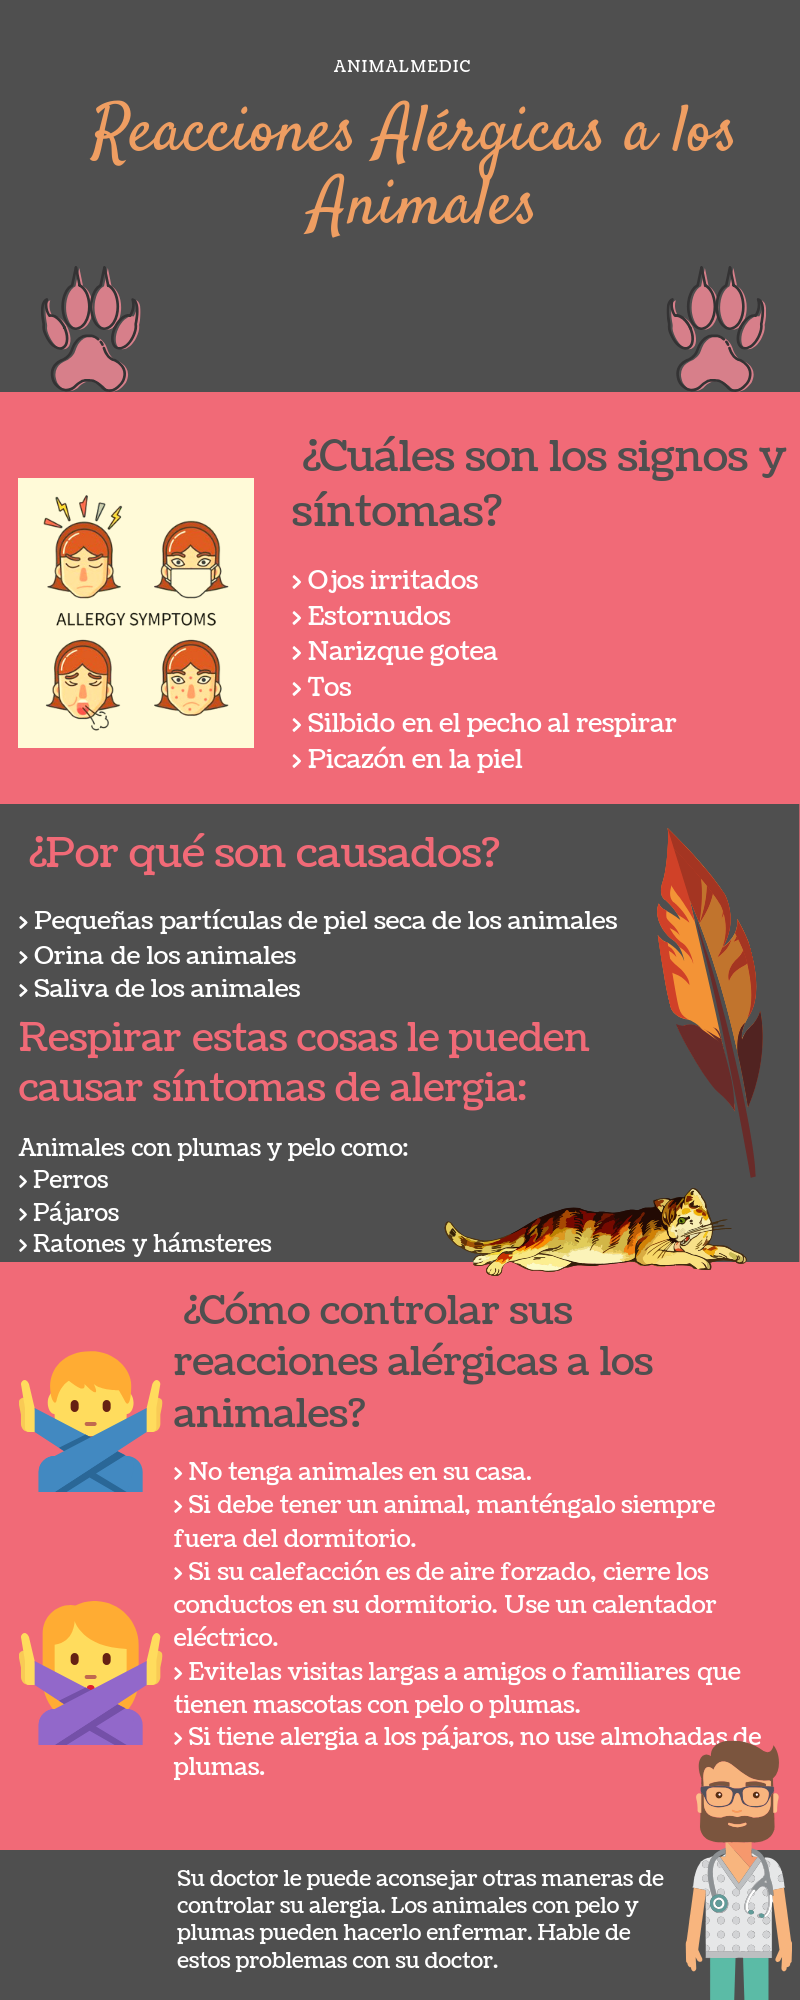 ANIMALMEDIC
Reacciones Alérgicas a los
Animales
¿Cuáles son los signos y
síntomas?
ALLERGY SYMPTOMS
› Ojos irritados
› Estornudos
› Narizque gotea
› Tos
› Silbido en el pecho al respirar
› Picazón en la piel
¿Por qué son causados?
› Pequeñas partículas de piel seca de los animales
› Orina de los animales
› Saliva de los animales
Respirar estas cosas le pueden
causar síntomas de alergia:
Animales con plumas y pelo como:
› Perros
› Pájaros
› Ratones y hámsteres
¿Cómo controlar sus
reacciones alérgicas a los
animales?
› No tenga animales en su casa.
› Si debe tener un animal, manténgalo siempre
fuera del dormitorio.
› Si su calefacción es de aire forzado, cierre los
conductos en su dormitorio. Use un calentador
eléctrico.
› Evitelas visitas largas a amigos o familiares que
tienen mascotas con pelo o plumas.
› Si tiene alergia a los pájaros, no use almohadas de
plumas.
Su doctor le puede aconsejar otras maneras de
controlar su alergia. Los animales con pelo y
plumas pueden hacerlo enfermar. Hable de
estos problemas con su doctor.